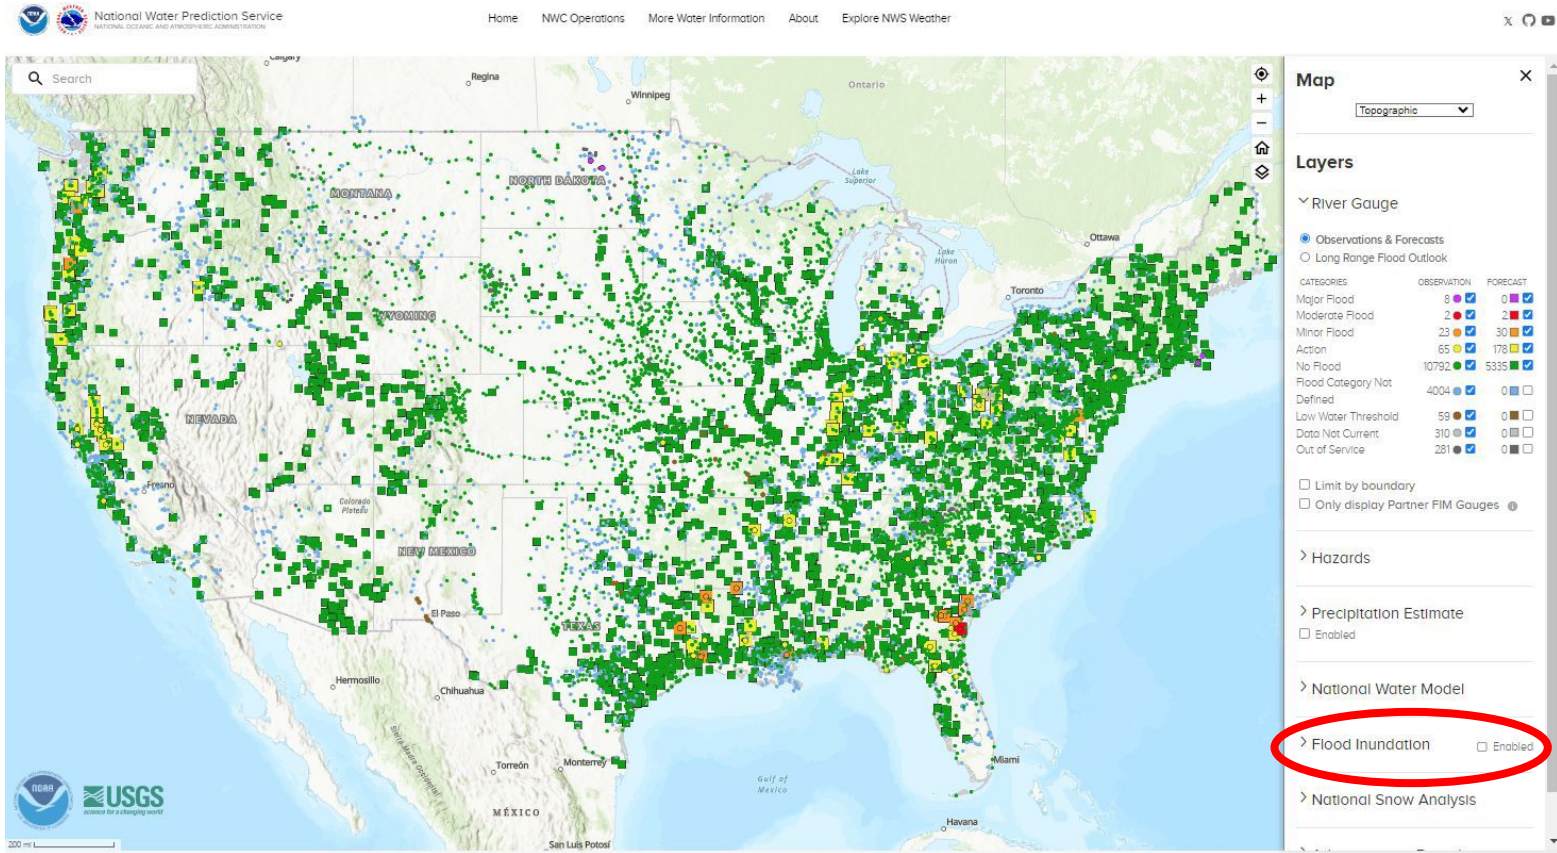 National Water Prediction Service
NATIONAL OCEANIC AND ATMOSPHERIC ADMINISTRATION
Home NWC Operations More Water Information About Explore NWS Weather
Search
Calgary
Regina
Winnipeg
Ontario
Lake Superior
NORTH DAKOTA
MONTANA
Ottawa
Lake Huron
Toronto
WYOMING
NEVADA
Fresno
Colorado Plateau
NEW MEXICO
El Paso
TEXAS
Hermosillo
Chihuahua
Sierra Madre Occidental
Torreón
Monterrey
Miami
Gulf of Mexico
MÉXICO
Havana
San Luis Potosí
NOAA
USGS
science for a changing world
200 mi
Map
Topographic
Layers
River Gauge
Observations & Forecasts
Long Range Flood Outlook
CATEGORIES OBSERVATION FORECAST
Major Flood 8 0
Moderate Flood 2 2
Minor Flood 23 30
Action 65 178
No Flood 10792 5335
Flood Category Not
Defined 4004 0
Low Water Threshold 59 0
Data Not Current 310 0
Out of Service 281 0
Limit by boundary
Only display Partner FIM Gauges
Hazards
Precipitation Estimate
Enabled
National Water Model
Flood Inundation Enabled
National Snow Analysis